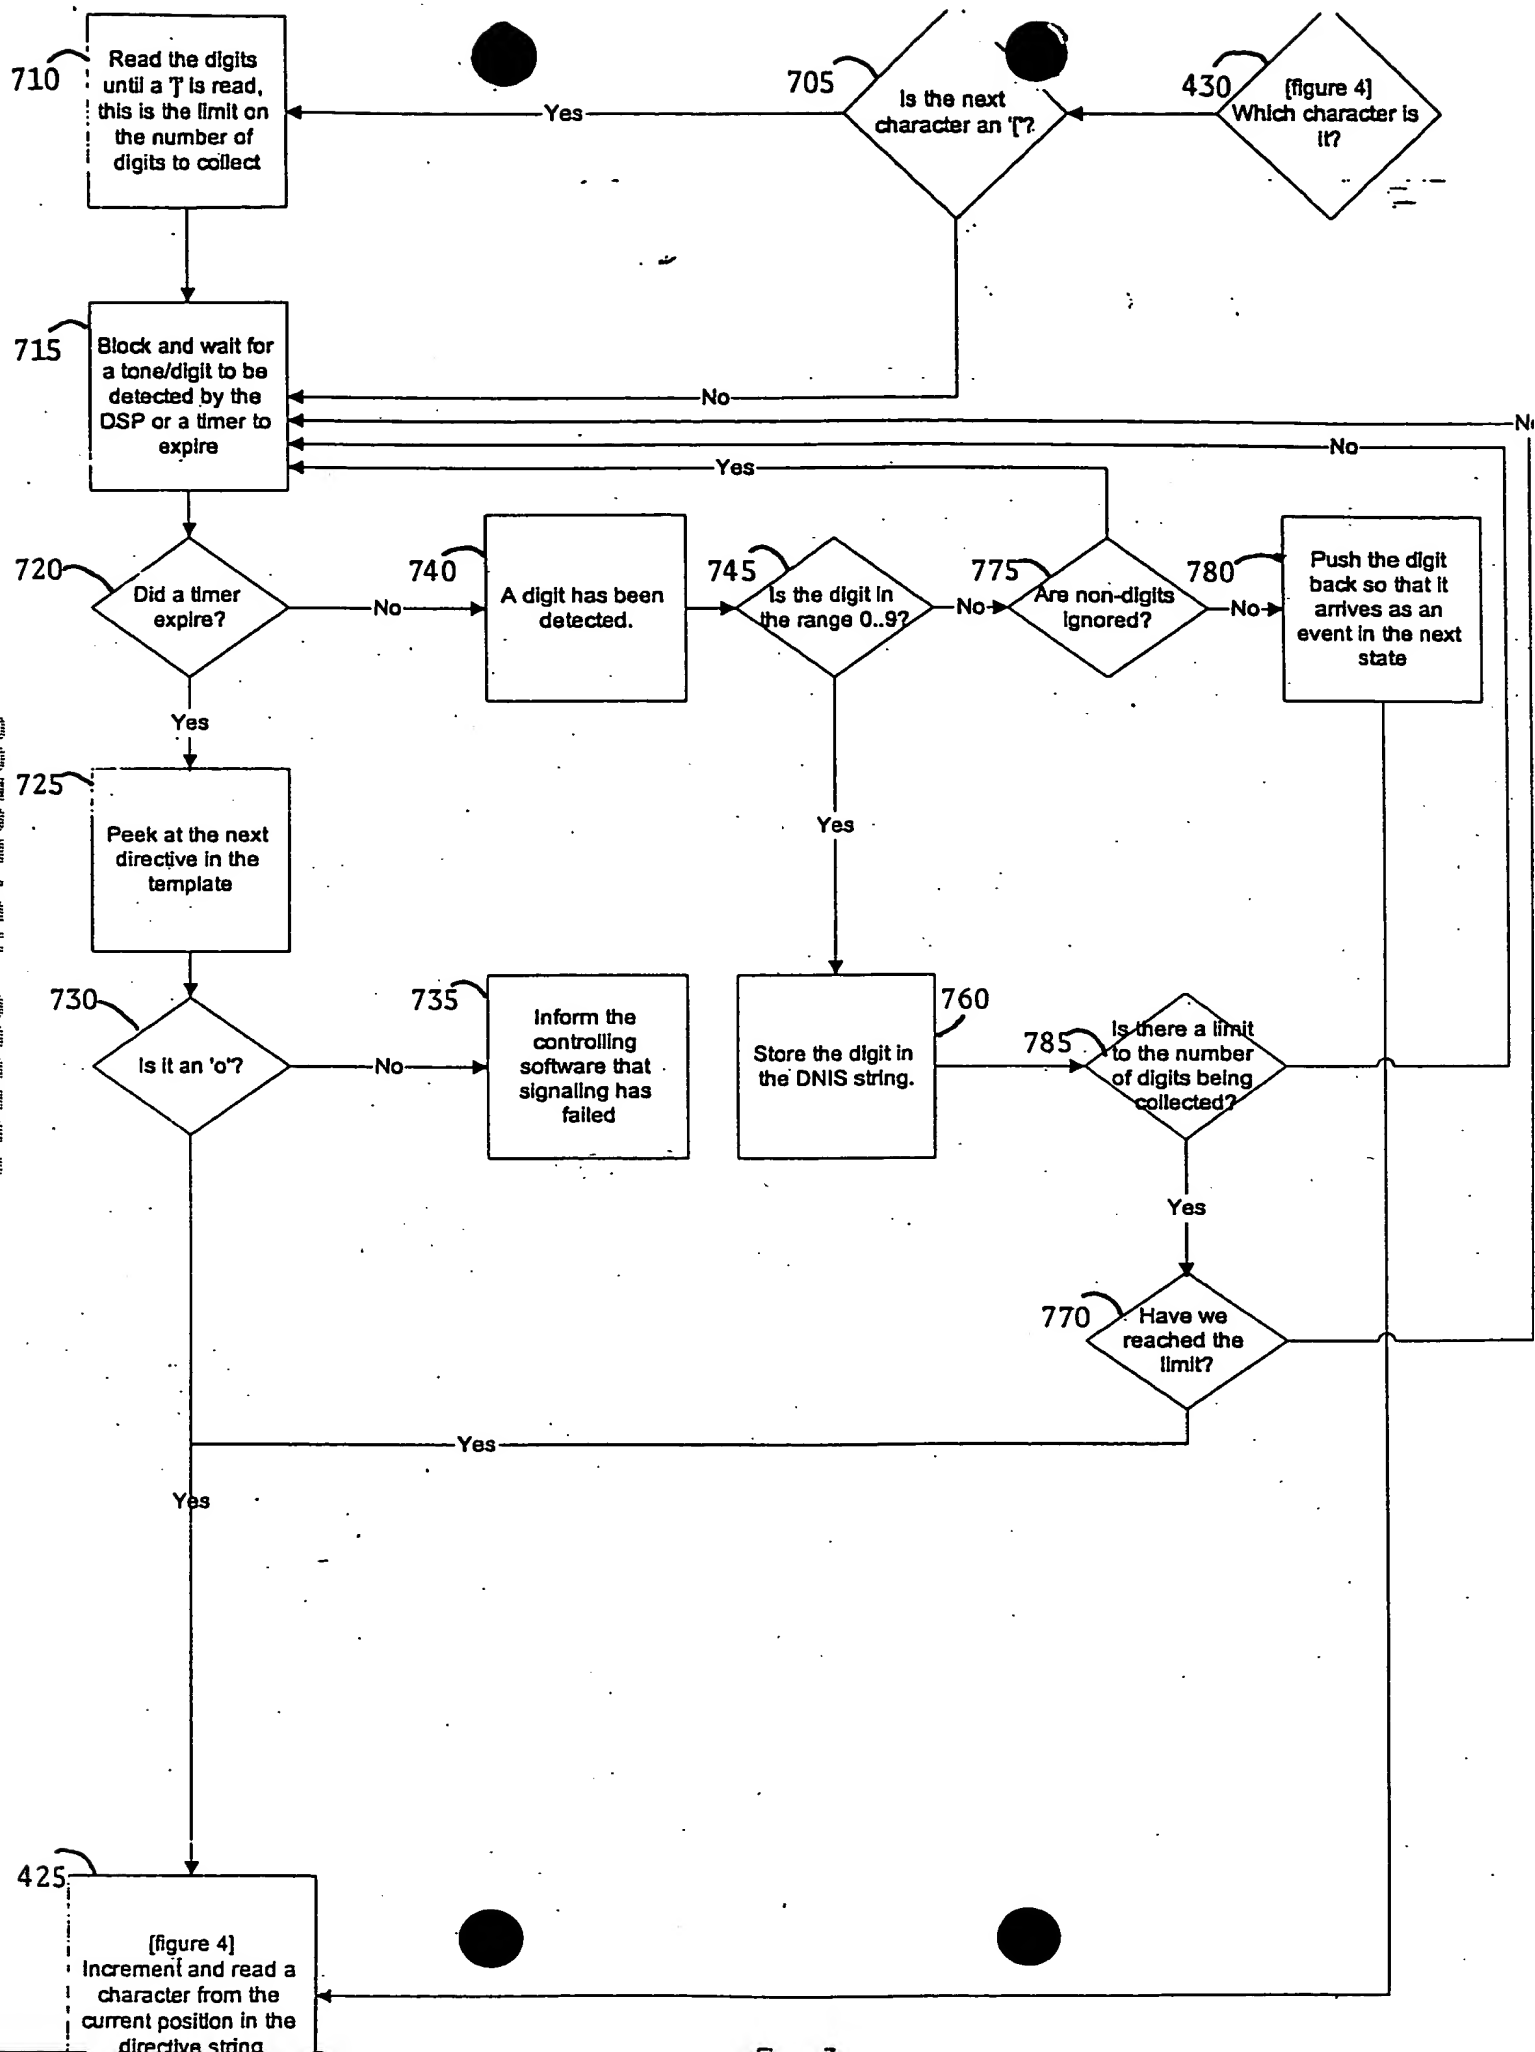 710
Read the digits
until a ']' is read,
this is the limit on
the number of
digits to collect
Yes
705
Is the next
character an '['?
430
[figure 4]
Which character is
it?
715
Block and wait for
a tone/digit to be
detected by the
DSP or a timer to
expire
No
No
Yes
720
Did a timer
expire?
No
740
A digit has been
detected.
745
Is the digit in
the range 0..9?
No
775
Are non-digits
ignored?
No
780
Push the digit
back so that it
arrives as an
event in the next
state
Yes
725
Peek at the next
directive in the
template
Yes
730
Is it an 'o'?
No
735
Inform the
controlling
software that
signaling has
failed
Store the digit in
the DNIS string.
760
785
Is there a limit
to the number
of digits being
collected?
Yes
770
Have we
reached the
limit?
Yes
Yes
425
[figure 4]
Increment and read a
character from the
current position in the
directive string